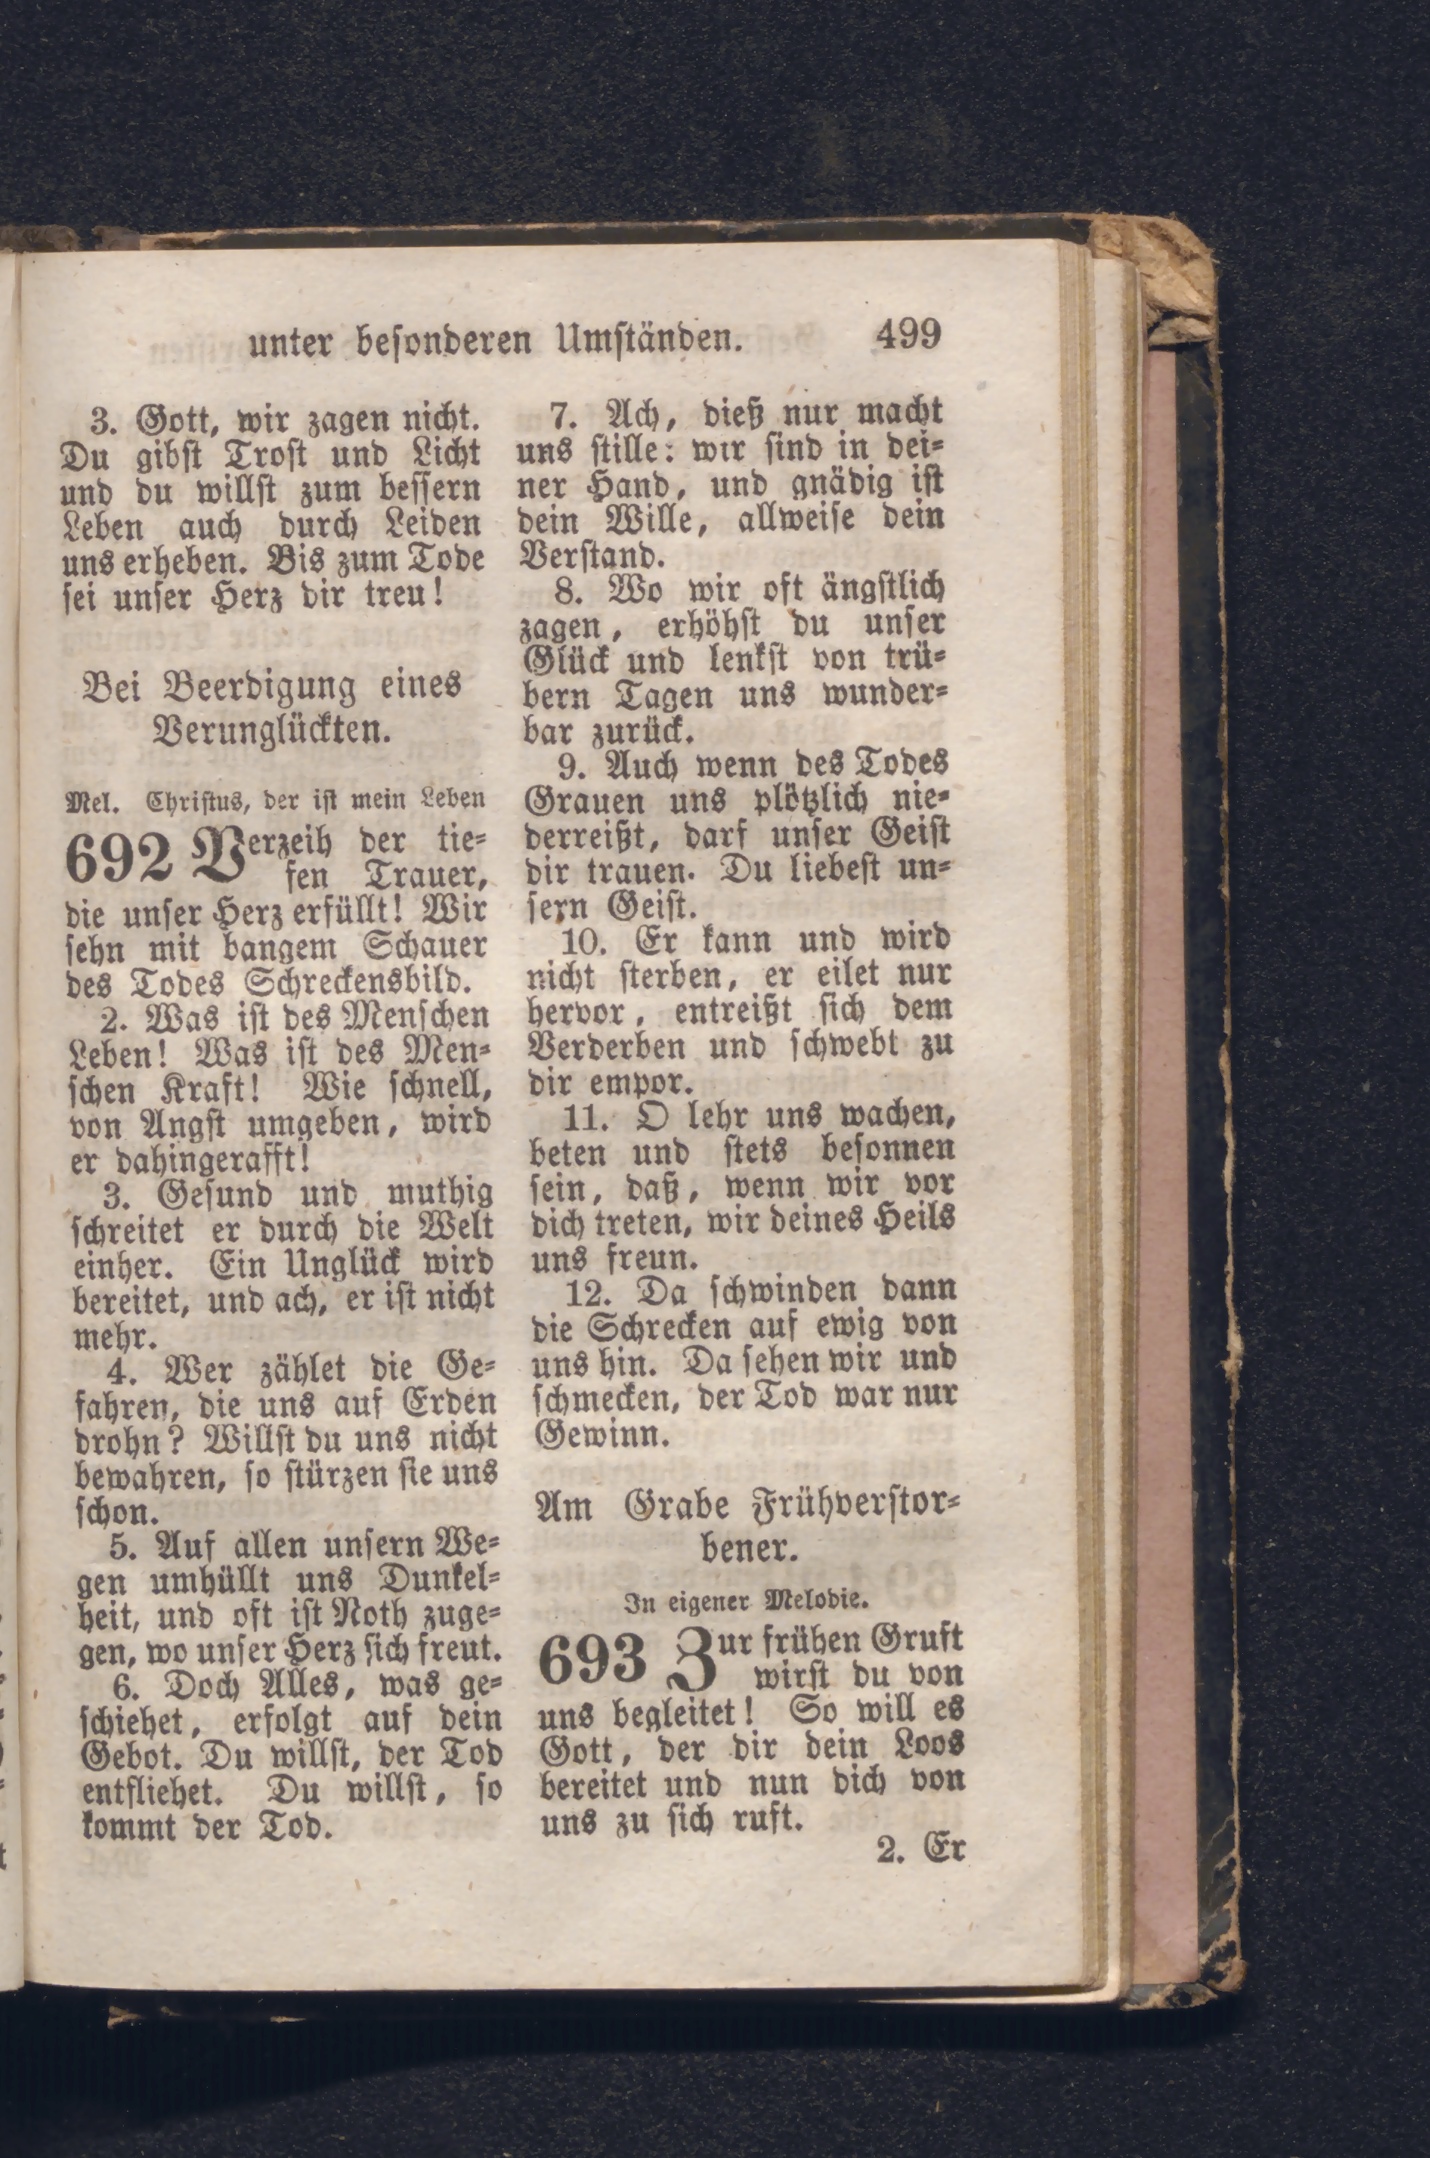 unter besonderen Umständen. 499
3. Gott, wir zagen nicht.
Du gibst Trost und Licht
und du willst zum bessern
Leben auch durch Leiden
uns erheben. Bis zum Tode
sei unser Herz dir treu!
Bei Beerdigung eines
Verunglückten.
Mel. Christus, der ist mein Leben
692 Verzeih der tie-
fen Trauer,
die unser Herz erfüllt! Wir
sehn mit bangem Schauer
des Todes Schreckensbild.
2. Was ist des Menschen
Leben! Was ist des Men-
schen Kraft! Wie schnell,
von Angst umgeben, wird
er dahingerafft!
3. Gesund und muthig
schreitet er durch die Welt
einher. Ein Unglück wird
bereitet, und ach, er ist nicht
mehr.
4. Wer zählet die Ge-
fahren, die uns auf Erden
drohn? Willst du uns nicht
bewahren, so stürzen sie uns
schon.
5. Auf allen unsern We-
gen umhüllt uns Dunkel-
heit, und oft ist Noth zuge-
gen, wo unser Herz sich freut.
6. Doch Alles, was ge-
schiehet, erfolgt auf dein
Gebot. Du willst, der Tod
entfliehet. Du willst, so
kommt der Tod.
7. Ach, dieß nur macht
uns stille: wir sind in dei-
ner Hand, und gnädig ist
dein Wille, allweise dein
Verstand.
8. Wo wir oft ängstlich
zagen, erhöhst du unser
Glück und lenkst von trü-
bern Tagen uns wunder-
bar zurück.
9. Auch wenn des Todes
Grauen uns plötzlich nie-
derreißt, darf unser Geist
dir trauen. Du liebest un-
sern Geist.
10. Er kann und wird
nicht sterben, er eilet nur
hervor, entreißt sich dem
Verderben und schwebt zu
dir empor.
11. O lehr uns wachen,
beten und stets besonnen
sein, daß, wenn wir vor
dich treten, wir deines Heils
uns freun.
12. Da schwinden dann
die Schrecken auf ewig von
uns hin. Da sehen wir und
schmecken, der Tod war nur
Gewinn.
Am Grabe Frühverstor-
bener.
In eigener Melodie.
693 Zur frühen Gruft
wirst du von
uns begleitet! So will es
Gott, der dir dein Loos
bereitet und nun dich von
uns zu sich ruft.
2. Er